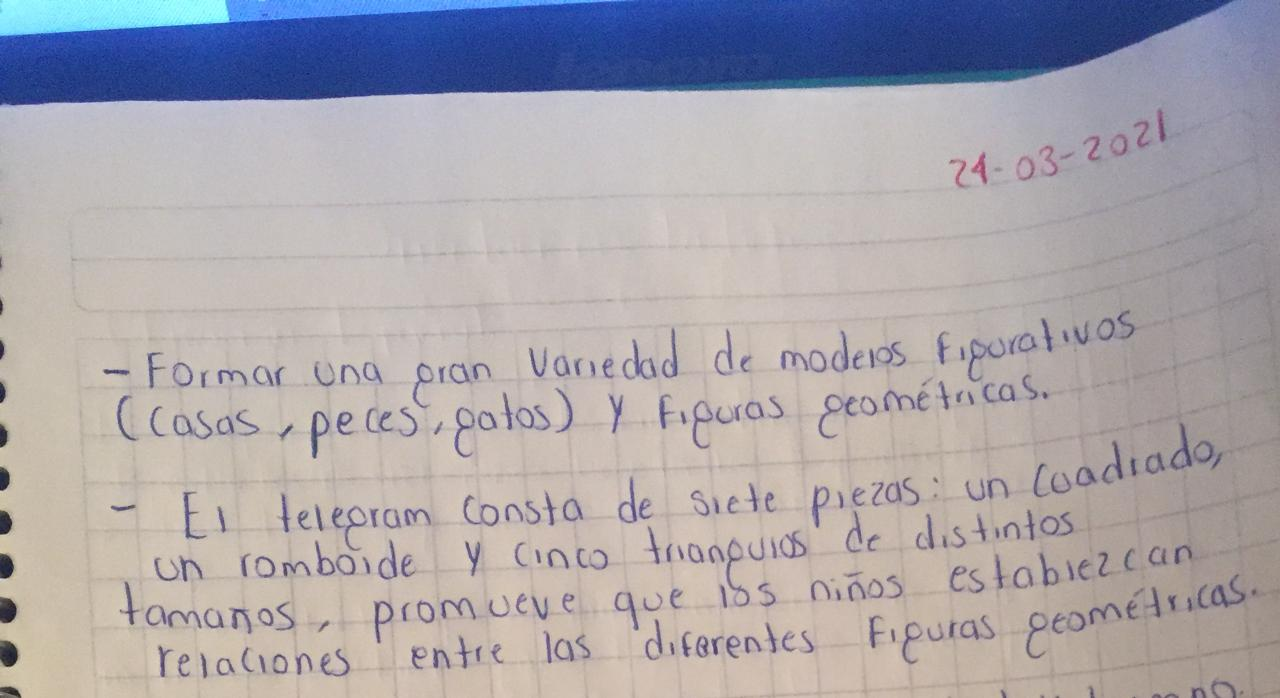 24-03-2021
- Formar una gran variedad de modelos figurativos
(casas, peces, gatos) y figuras geométricas.
- El telegram consta de siete piezas: un cuadrado,
un romboide y cinco triangulos de distintos
tamaños, promueve que los niños establezcan
relaciones entre las diferentes figuras geométricas.